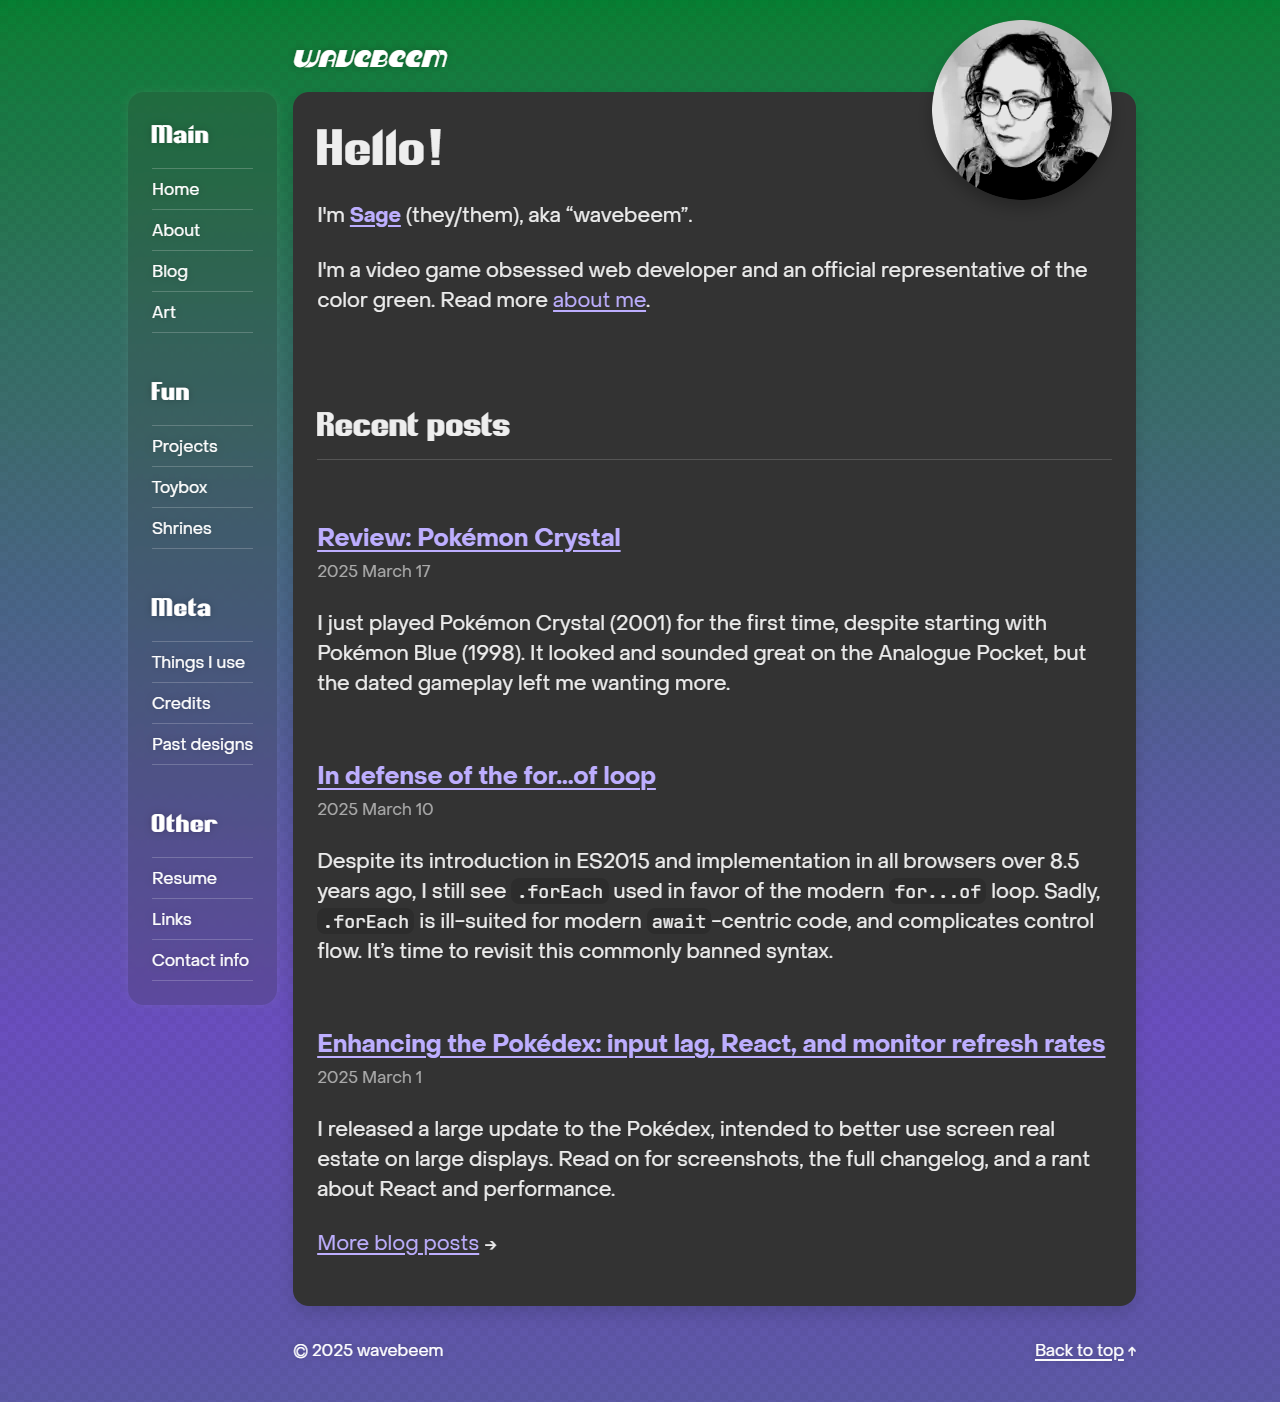 wavebeem
Main
Home
About
Blog
Art
Fun
Projects
Toybox
Shrines
Meta
Things I use
Credits
Past designs
Other
Resume
Links
Contact info
Hello!
I'm Sage (they/them), aka “wavebeem”.
I'm a video game obsessed web developer and an official representative of the
color green. Read more about me.
Recent posts
Review: Pokémon Crystal
2025 March 17
I just played Pokémon Crystal (2001) for the first time, despite starting with
Pokémon Blue (1998). It looked and sounded great on the Analogue Pocket, but
the dated gameplay left me wanting more.
In defense of the for...of loop
2025 March 10
Despite its introduction in ES2015 and implementation in all browsers over 8.5
years ago, I still see .forEach used in favor of the modern for...of loop. Sadly,
.forEach is ill-suited for modern await-centric code, and complicates control
flow. It’s time to revisit this commonly banned syntax.
Enhancing the Pokédex: input lag, React, and monitor refresh rates
2025 March 1
I released a large update to the Pokédex, intended to better use screen real
estate on large displays. Read on for screenshots, the full changelog, and a rant
about React and performance.
More blog posts →
© 2025 wavebeem
Back to top ↑